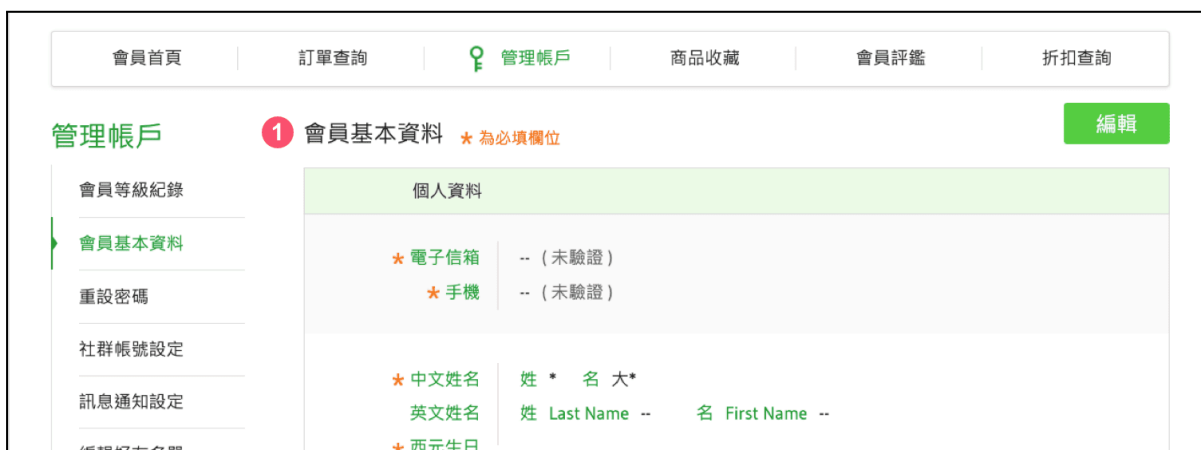 會員首頁 訂單查詢 管理帳戶 商品收藏 會員評鑑 折扣查詢
管理帳戶
會員等級紀錄
會員基本資料
重設密碼
社群帳號設定
訊息通知設定
1 會員基本資料 * 為必填欄位
編輯
個人資料
* 電子信箱 -- ( 未驗證 )
* 手機 -- ( 未驗證 )
* 中文姓名 姓 * 名 大*
英文姓名 姓 Last Name -- 名 First Name --
* 西元生日